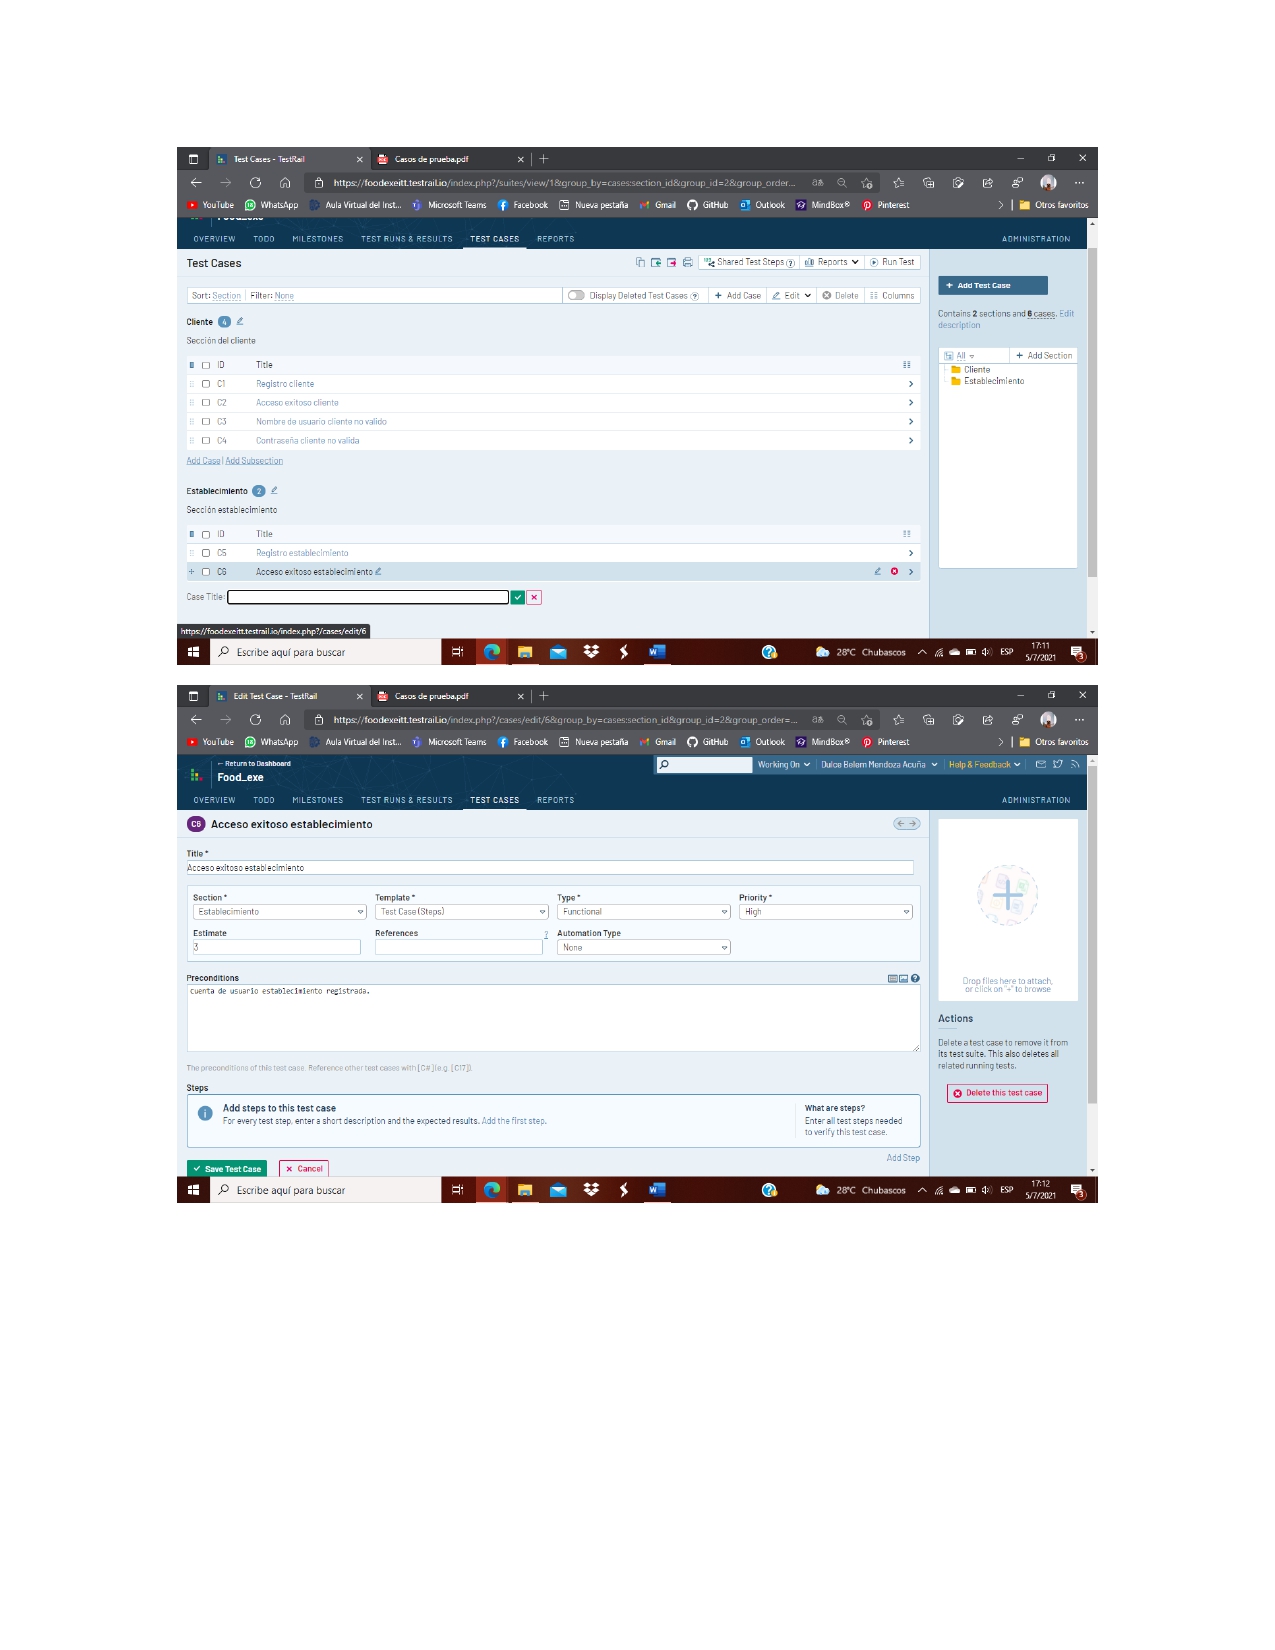 Test Cases - TestRail
Casos de prueba.pdf
https://foodexeitt.testrail.io/index.php?/suites/view/1&group_by=cases:section_id&group_id=2&group_order...
YouTube WhatsApp Aula Virtual del Inst... Microsoft Teams Facebook Nueva pestaña Gmail GitHub Outlook MindBox® Pinterest Otros favoritos
OVERVIEW TODO MILESTONES TEST RUNS & RESULTS TEST CASES REPORTS ADMINISTRATION
Test Cases
Shared Test Steps Reports Run Test
Add Test Case
Sort: Section Filter: None
Display Deleted Test Cases Add Case Edit Delete Columns
Contains 2 sections and 6 cases. Edit
description
Cliente 4
Sección del cliente
All Add Section
Cliente
Establecimiento
ID Title
C1 Registro cliente
C2 Acceso exitoso cliente
C3 Nombre de usuario cliente no valido
C4 Contraseña cliente no valida
Add Case | Add Subsection
Establecimiento 2
Sección establecimiento
ID Title
C5 Registro establecimiento
C6 Acceso exitoso establecimiento
Case Title:
https://foodexeitt.testrail.io/index.php?/cases/edit/6
Escribe aquí para buscar
28°C Chubascos ESP
17:11
5/7/2021
3
Edit Test Case - TestRail
Casos de prueba.pdf
https://foodexeitt.testrail.io/index.php?/cases/edit/6&group_by=cases:section_id&group_id=2&group_order=...
YouTube WhatsApp Aula Virtual del Inst... Microsoft Teams Facebook Nueva pestaña Gmail GitHub Outlook MindBox® Pinterest Otros favoritos
← Return to Dashboard
Food_exe
Working On Dulce Belem Mendoza Acuña Help & Feedback
OVERVIEW TODO MILESTONES TEST RUNS & RESULTS TEST CASES REPORTS ADMINISTRATION
C6 Acceso exitoso establecimiento
Title *
Acceso exitoso establecimiento
Section * Template * Type * Priority *
Establecimiento Test Case (Steps) Functional High
Estimate References ? Automation Type
3 None
Preconditions
cuenta de usuario establecimiento registrada.
The preconditions of this test case. Reference other test cases with [C#] (e.g. [C17]).
Steps
Add steps to this test case
For every test step, enter a short description and the expected results. Add the first step.
What are steps?
Enter all test steps needed
to verify this test case.
Add Step
Save Test Case Cancel
Drop files here to attach,
or click on "+" to browse
Actions
Delete a test case to remove it from
its test suite. This also deletes all
related running tests.
Delete this test case
Escribe aquí para buscar
28°C Chubascos ESP
17:12
5/7/2021
3